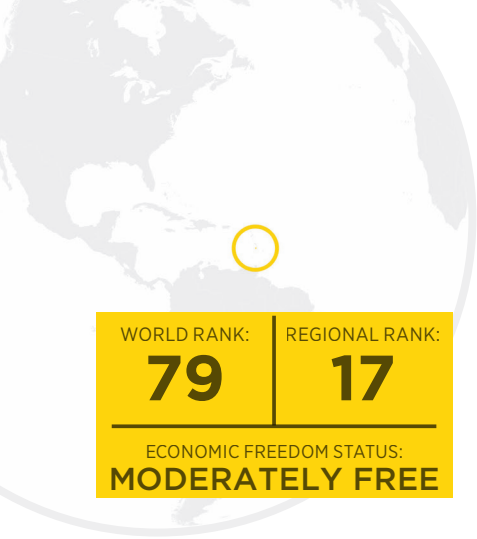 WORLD RANK:
79
REGIONAL RANK:
17
ECONOMIC FREEDOM STATUS:
MODERATELY FREE